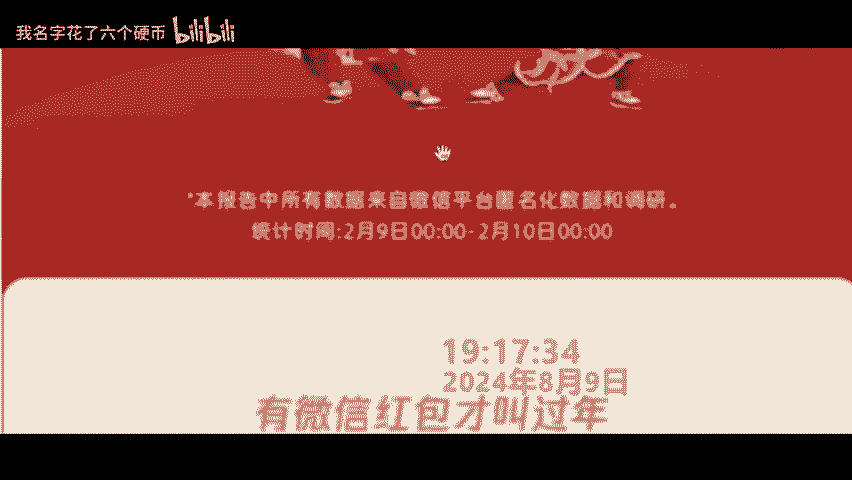 我名字花了六个硬币 bilibili
*本报告中所有数据来自微信平台匿名化数据和调研。
统计时间:2月9日00:00-2月10日00:00
19:17:34
2024年8月9日
有微信红包才叫过年